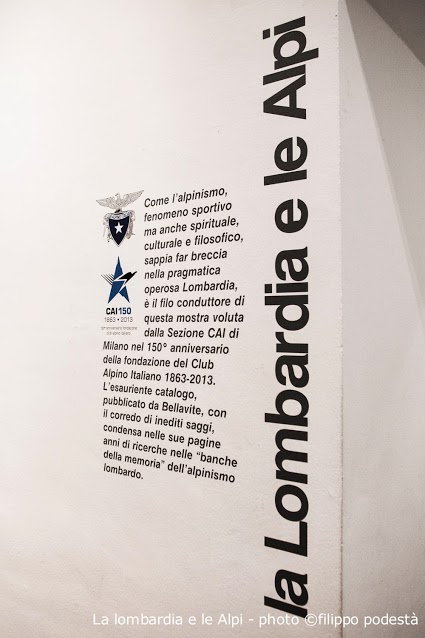 la Lombardia e le Alpi
Come l'alpinismo,
fenomeno sportivo
ma anche spirituale,
culturale e filosofico,
sappia far breccia
nella pragmatica
operosa Lombardia,
è il filo conduttore di
questa mostra voluta
dalla Sezione CAI di
Milano nel 150° anniversario
della fondazione del Club
Alpino Italiano 1863-2013.
L'esauriente catalogo,
pubblicato da Bellavite, con
il corredo di inediti saggi,
condensa nelle sue pagine
anni di ricerche nelle "banche
della memoria" dell'alpinismo
lombardo.
CAI150
1863 • 2013
La lombardia e le Alpi - photo ©filippo podestà